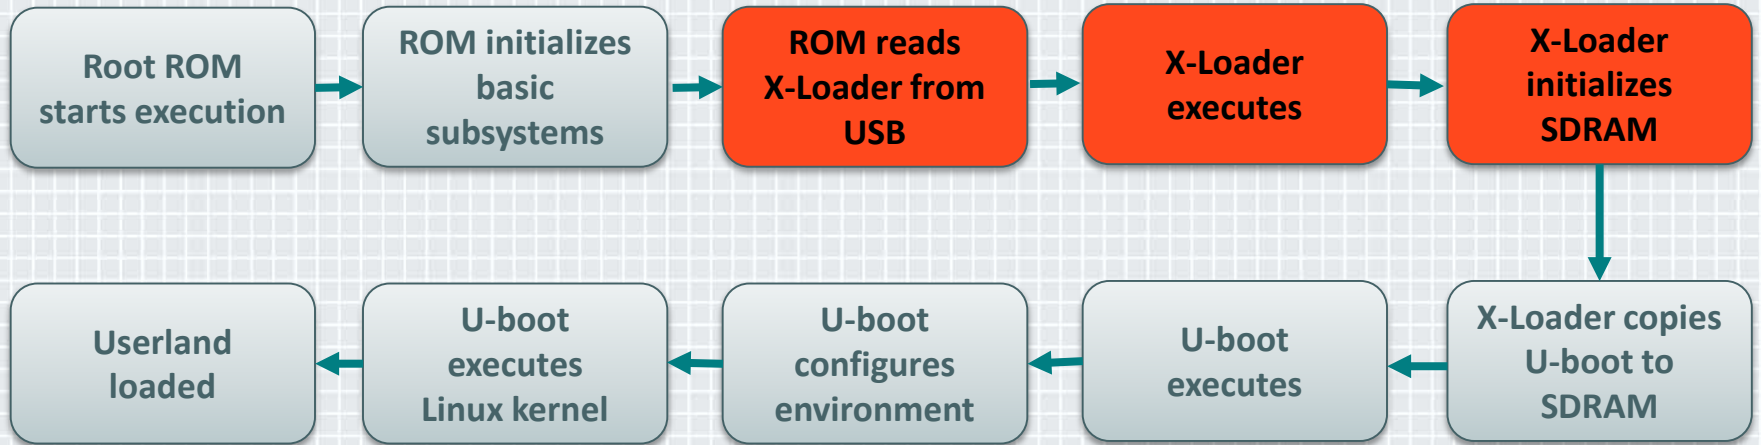 Root ROM
starts execution
ROM initializes
basic
subsystems
ROM reads
X-Loader from
USB
X-Loader
executes
X-Loader
initializes
SDRAM
X-Loader copies
U-boot to
SDRAM
U-boot
executes
U-boot
configures
environment
U-boot
executes
Linux kernel
Userland
loaded